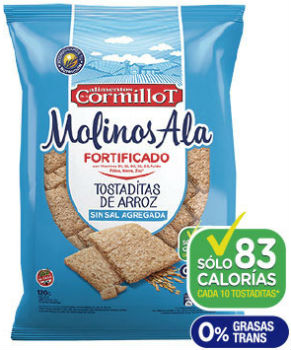 alimentos
CORMILLOT
Molinos Ala
FORTIFICADO
TOSTADITAS
DE ARROZ
SIN SAL AGREGADA
SÓLO 83
CALORÍAS
CADA 10 TOSTADITAS*
0% GRASAS
TRANS